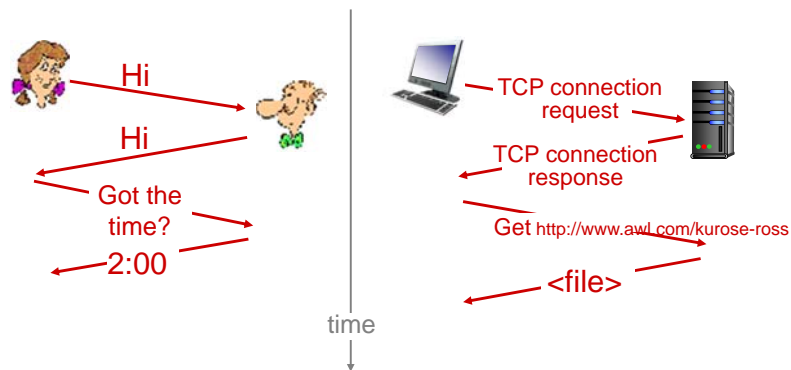 Hi
Hi
Got the
time?
2:00
TCP connection
request
TCP connection
response
Get http://www.awl.com/kurose-ross
<file>
time